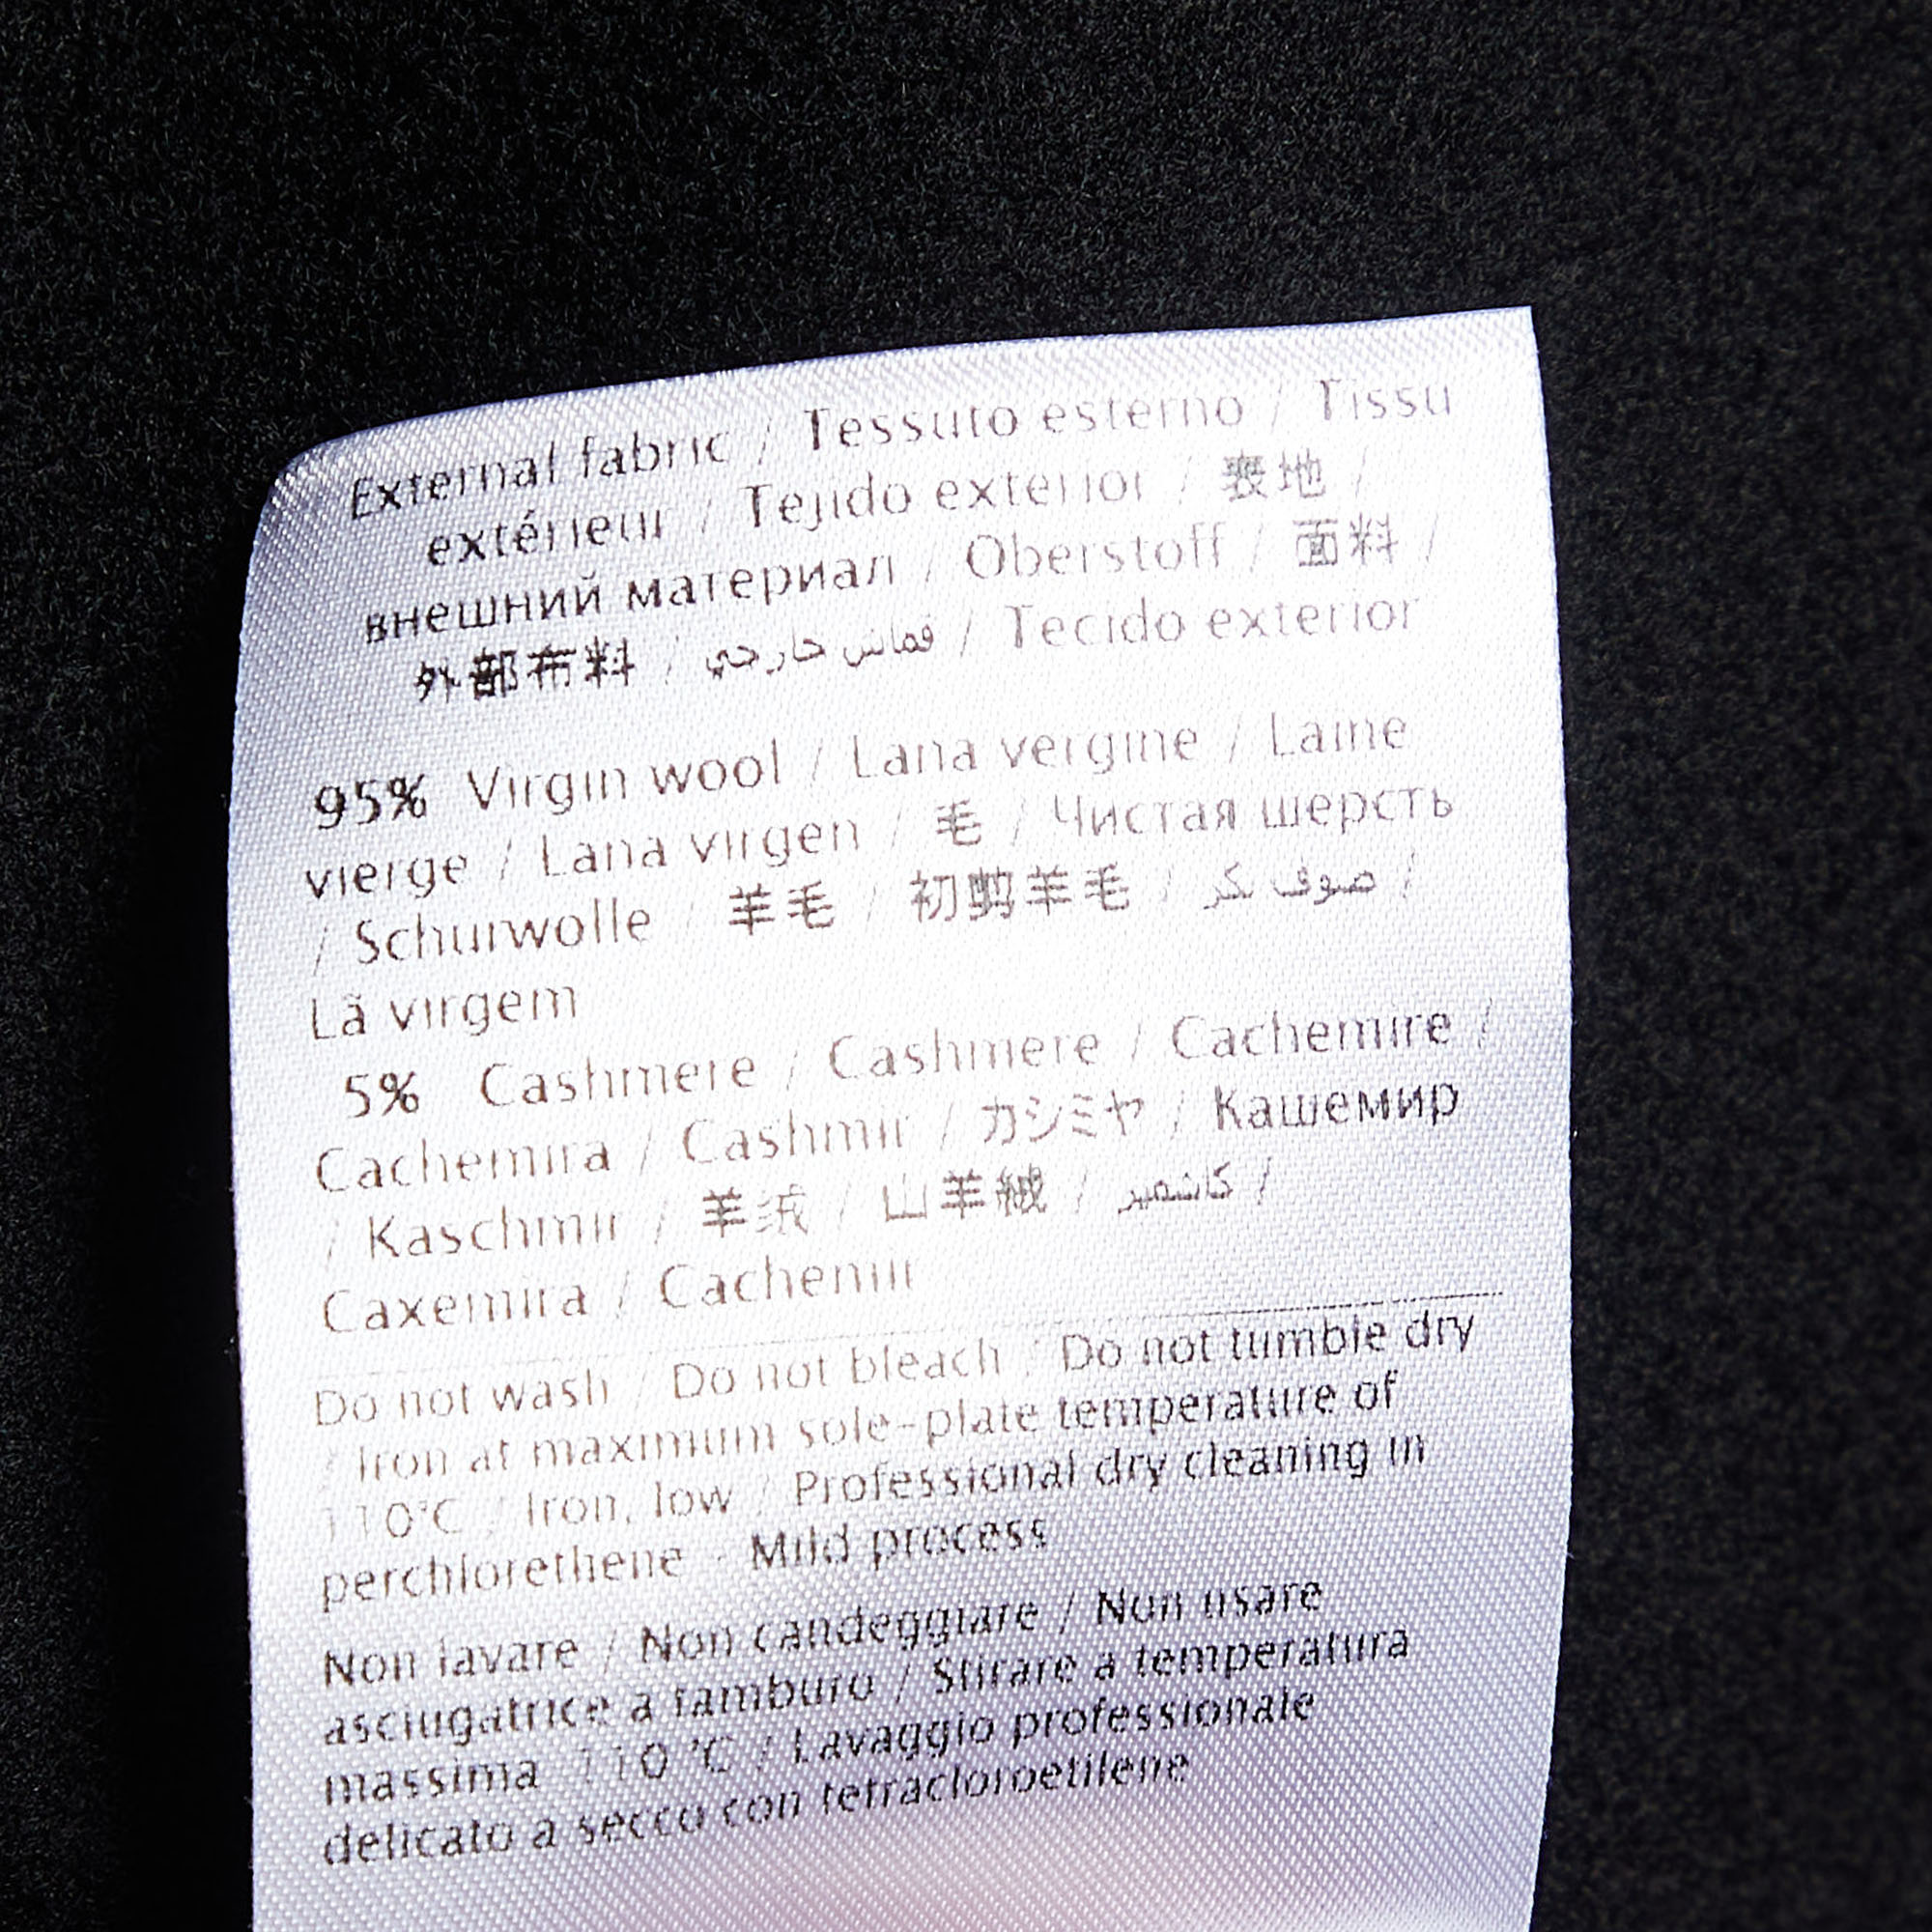 External fabric / Tessuto esterno / Tissu
extérieur / Tejido exterior / 表地 /
внешний материал / Oberstoff / 面料 /
外部布料 / قماش خارجي / Tecido exterior
95% Virgin wool / Lana vergine / Laine
vierge / Lana virgen / 毛 / Чистая шерсть
/ Schurwolle / 羊毛 / 初剪羊毛 / صوف بكر /
Lã virgem
5% Cashmere / Cashmere / Cachemire /
Cachemira / Cashmir / カシミヤ / Кашемир
/ Kaschmir / 羊绒 / 山羊絨 / كاشمير /
Caxemira / Cachemir
Do not wash / Do not bleach / Do not tumble dry
/ Iron at maximum sole-plate temperature of
110°C / Iron, low / Professional dry cleaning in
perchlorethene - Mild process
Non lavare / Non candeggiare / Non usare
asciugatrice a tamburo / Stirare a temperatura
massima 110 °C / Lavaggio professionale
delicato a secco con tetracloroetilene